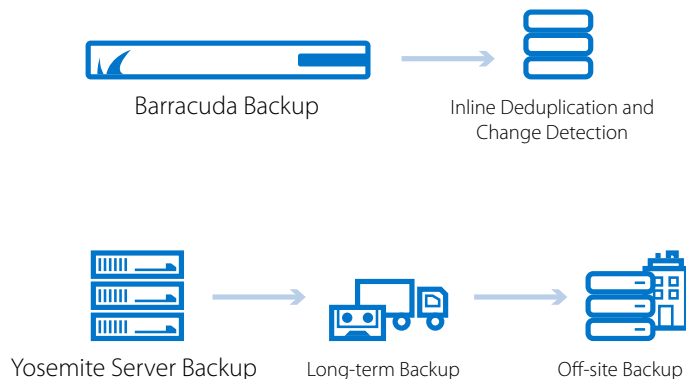 Barracuda Backup
Inline Deduplication and
Change Detection
Yosemite Server Backup
Long-term Backup
Off-site Backup